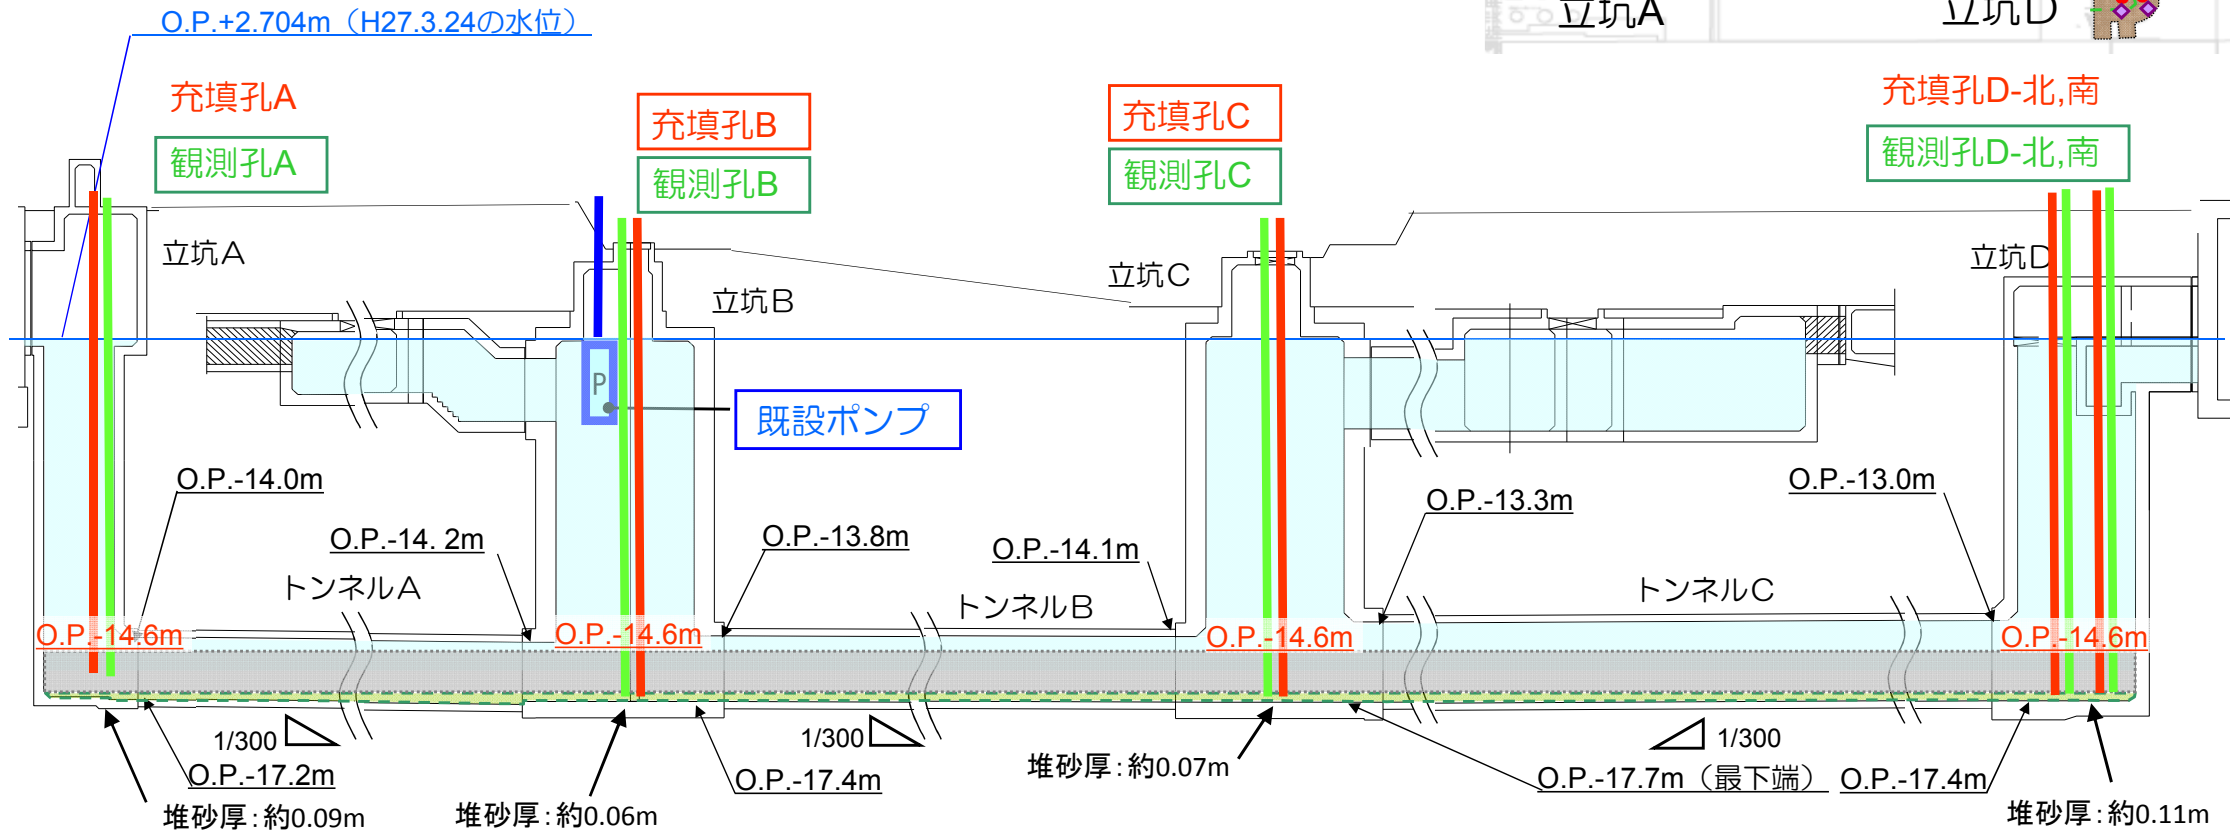 立坑A
立坑D
O.P.+2.704m（H27.3.24の水位）
充填孔A
観測孔A
充填孔B
観測孔B
充填孔C
観測孔C
充填孔D-北,南
観測孔D-北,南
立坑A
立坑B
立坑C
立坑D
P
既設ポンプ
O.P.-14.0m
O.P.-14. 2m
O.P.-13.8m
O.P.-14.1m
O.P.-13.3m
O.P.-13.0m
トンネルA
トンネルB
トンネルC
O.P.-14.6m
O.P.-14.6m
O.P.-14.6m
O.P.-14.6m
1/300
1/300
1/300
O.P.-17.2m
O.P.-17.4m
O.P.-17.7m（最下端）
O.P.-17.4m
堆砂厚：約0.09m
堆砂厚：約0.06m
堆砂厚：約0.07m
堆砂厚：約0.11m